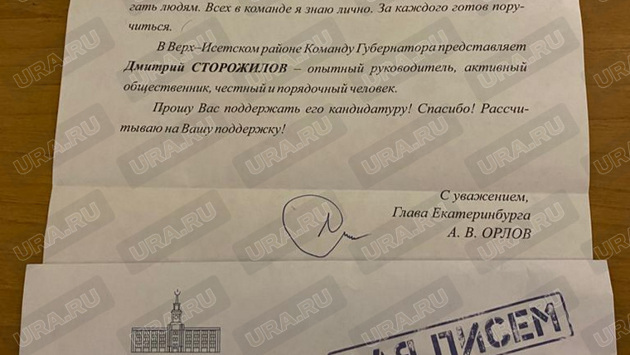 гать людям. Всех в команде я знаю лично. За каждого готов пору-
читься.
В Верх–Исетском районе Команду Губернатора представляет
Дмитрий СТОРОЖИЛОВ – опытный руководитель, активный
общественник, честный и порядочный человек.
Прошу Вас поддержать его кандидатуру! Спасибо! Рассчи-
тываю на Вашу поддержку!
С уважением,
Глава Екатеринбурга
А. В. ОРЛОВ
ПИСЕМ
URA.RU